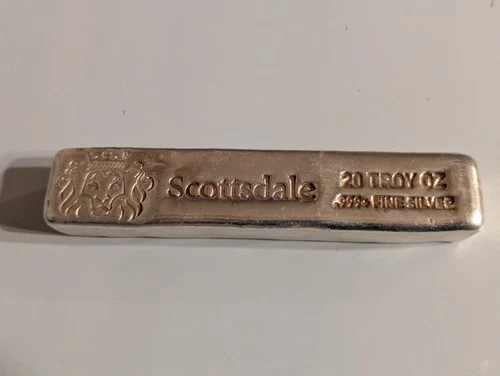 Scottsdale
20 TROY OZ
.999+ FINE SILVER